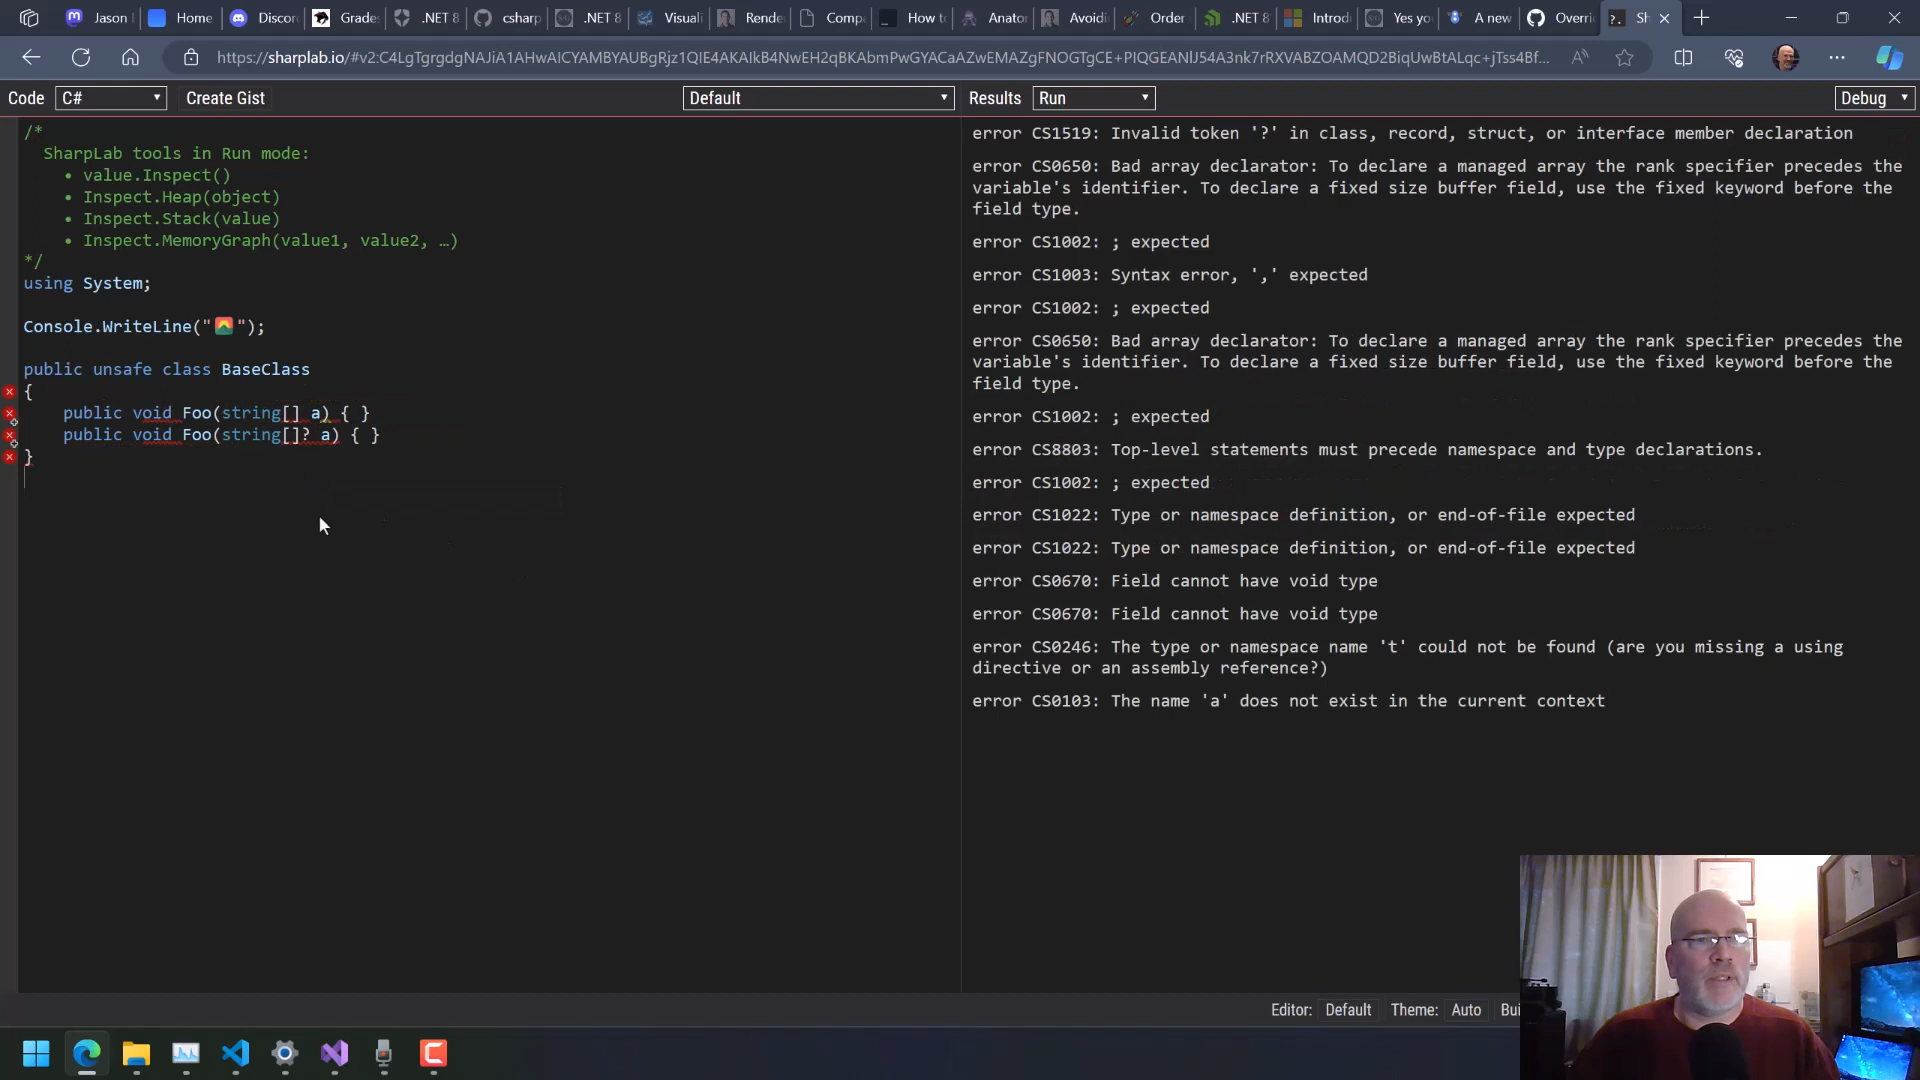 Jason
Home
Discor
Grade
.NET 8
csharp
.NET 8
Visuali
Rende
Compa
How to
Anator
Avoidi
Order
.NET 8
Introdu
Yes yo
A new
Overri
Sh
Code
C#
Create Gist
Default
Results
Run
Debug
/*
SharpLab tools in Run mode:
• value.Inspect()
• Inspect.Heap(object)
• Inspect.Stack(value)
• Inspect.MemoryGraph(value1, value2, …)
*/
using System;
Console.WriteLine("🌄");
public unsafe class BaseClass
{
public void Foo(string[] a) { }
public void Foo(string[]? a) { }
}
error CS1519: Invalid token '?' in class, record, struct, or interface member declaration
error CS0650: Bad array declarator: To declare a managed array the rank specifier precedes the
variable's identifier. To declare a fixed size buffer field, use the fixed keyword before the
field type.
error CS1002: ; expected
error CS1003: Syntax error, ',' expected
error CS1002: ; expected
error CS0650: Bad array declarator: To declare a managed array the rank specifier precedes the
variable's identifier. To declare a fixed size buffer field, use the fixed keyword before the
field type.
error CS1002: ; expected
error CS8803: Top-level statements must precede namespace and type declarations.
error CS1002: ; expected
error CS1022: Type or namespace definition, or end-of-file expected
error CS1022: Type or namespace definition, or end-of-file expected
error CS0670: Field cannot have void type
error CS0670: Field cannot have void type
error CS0246: The type or namespace name 't' could not be found (are you missing a using
directive or an assembly reference?)
error CS0103: The name 'a' does not exist in the current context
Editor: Default Theme: Auto Bui